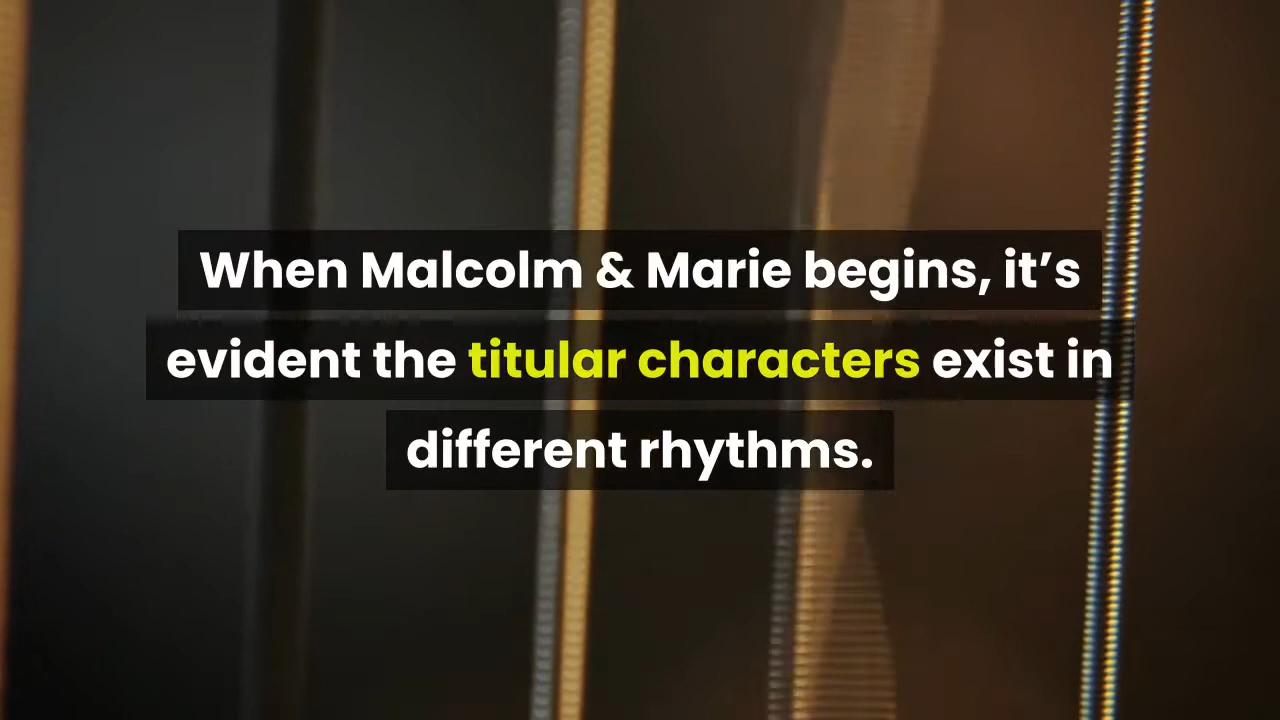 When Malcolm & Marie begins, it’s
evident the titular characters exist in
different rhythms.